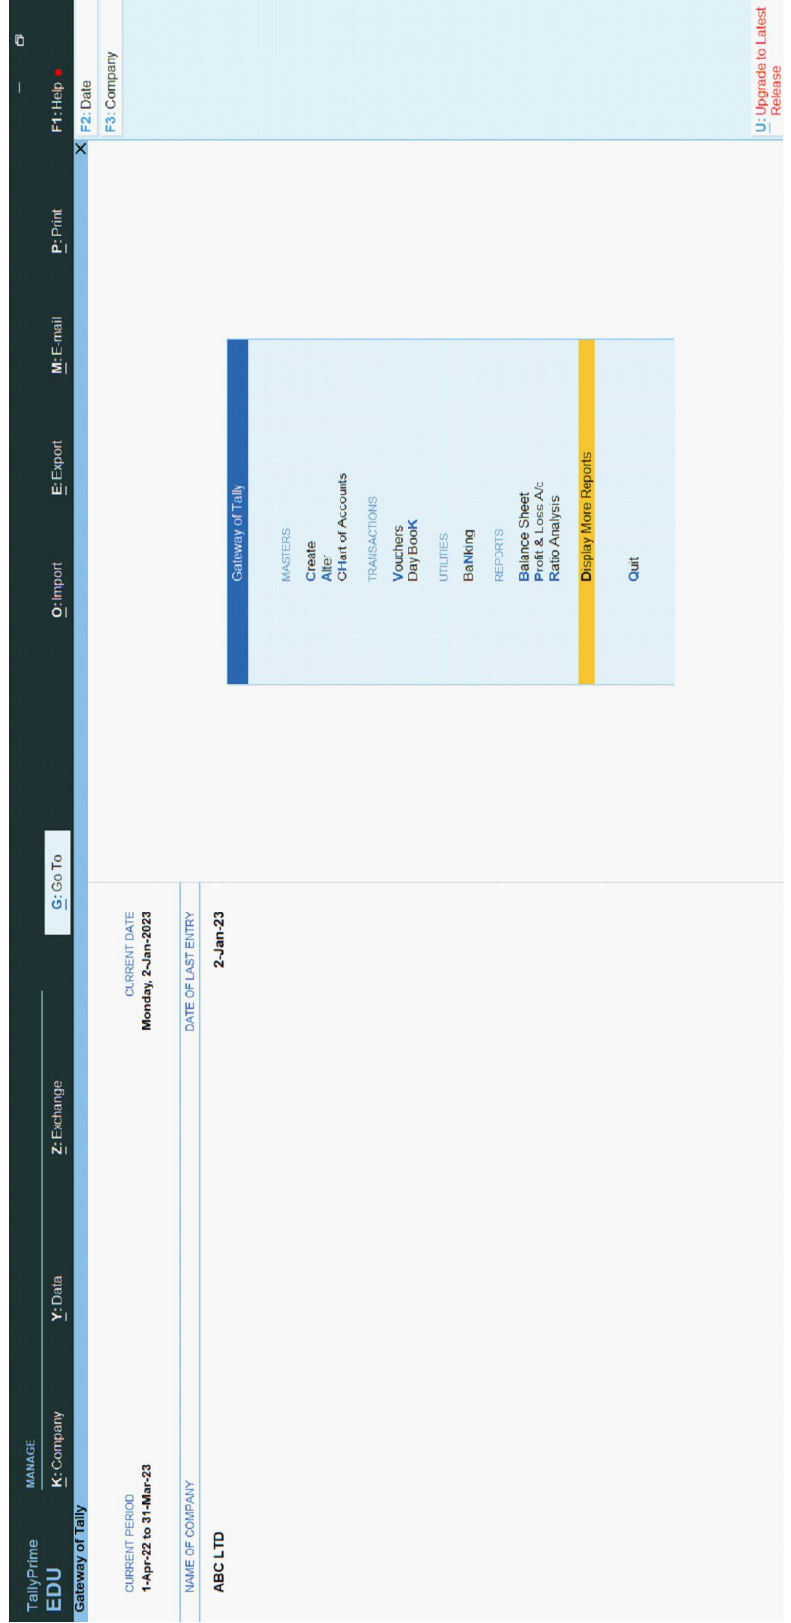 TallyPrime
EDU
MANAGE
K: Company
Y: Data
Z: Exchange
G: Go To
O: Import
E: Export
M: E-mail
P: Print
F1: Help
Gateway of Tally
CURRENT PERIOD
1-Apr-22 to 31-Mar-23
CURRENT DATE
Monday, 2-Jan-2023
NAME OF COMPANY
DATE OF LAST ENTRY
ABC LTD
2-Jan-23
Gateway of Tally
MASTERS
Create
Alter
CHart of Accounts
TRANSACTIONS
Vouchers
Day BooK
UTILITIES
BaNking
REPORTS
Balance Sheet
Profit & Loss A/c
Ratio Analysis
Display More Reports
Quit
F2: Date
F3: Company
U: Upgrade to Latest
Release